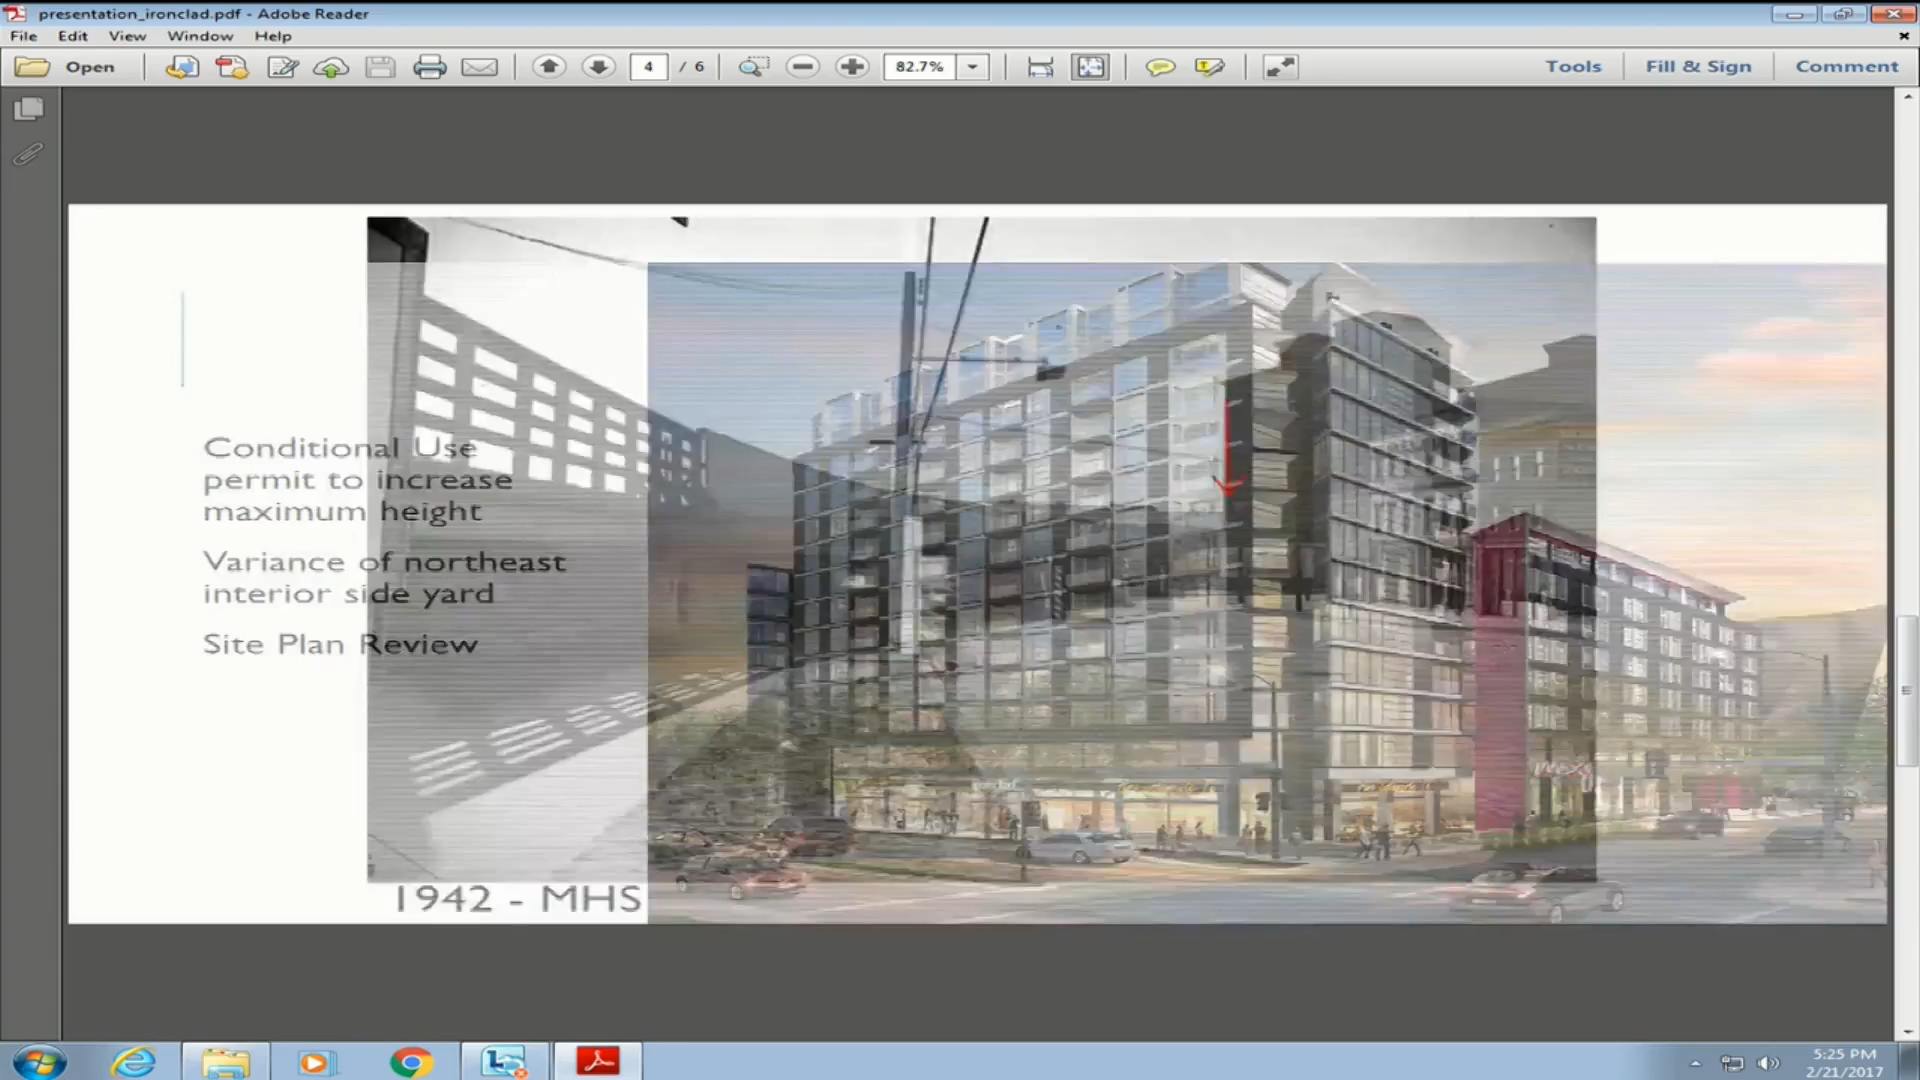 presentation_ironclad.pdf - Adobe Reader
File Edit View Window Help
Open 4 / 6 82.7% Tools Fill & Sign Comment
Conditional Use
permit to increase
maximum height
Variance of northeast
interior side yard
Site Plan Review
1942 - MHS
5:25 PM
2/21/2017